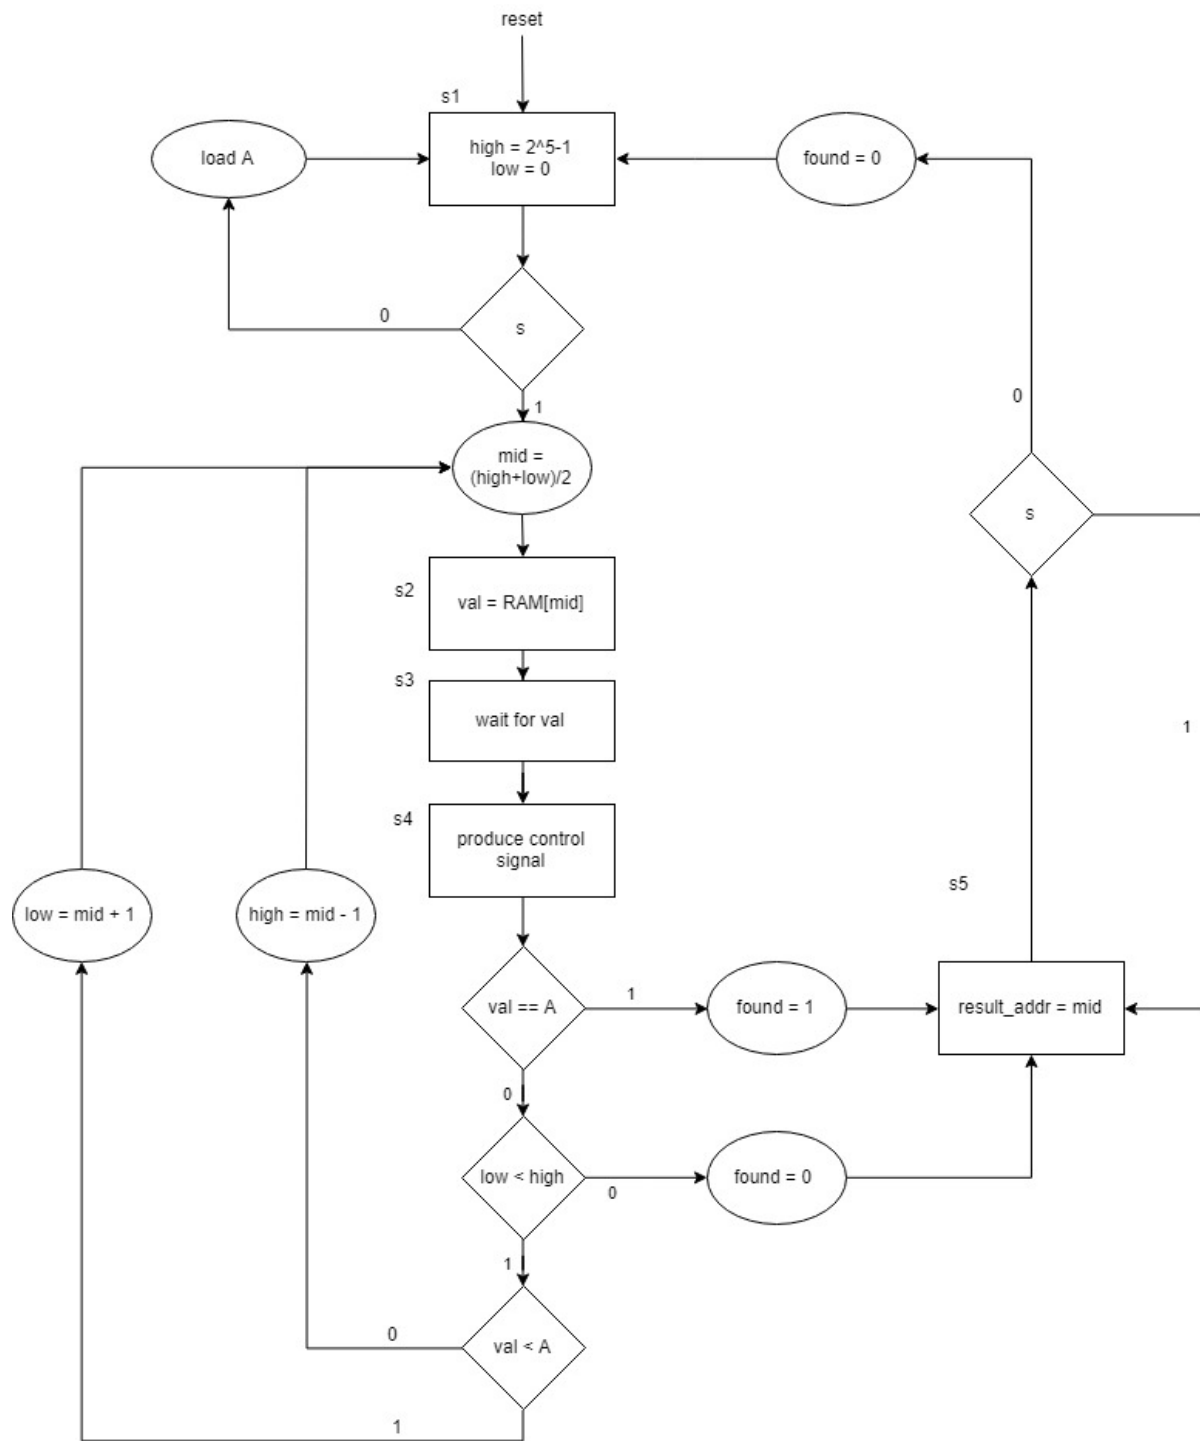 reset
s1
load A
high = 2^5-1
low = 0
found = 0
0
s
0
1
mid =
(high+low)/2
s
s2
val = RAM[mid]
s3
wait for val
1
s4
produce control
signal
s5
low = mid + 1
high = mid - 1
val == A
1
found = 1
result_addr = mid
0
low < high
0
found = 0
1
val < A
0
1